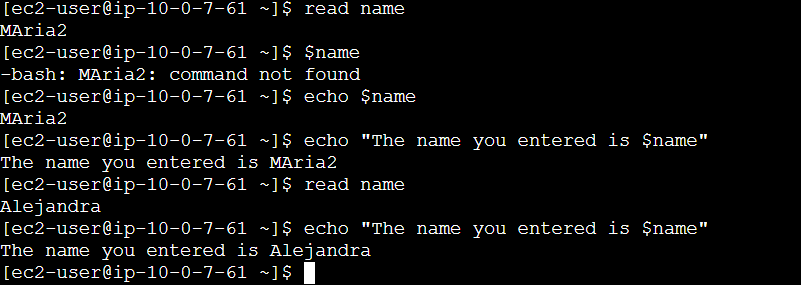 [ec2-user@ip-10-0-7-61 ~]$ read name
MAria2
[ec2-user@ip-10-0-7-61 ~]$ $name
-bash: MAria2: command not found
[ec2-user@ip-10-0-7-61 ~]$ echo $name
MAria2
[ec2-user@ip-10-0-7-61 ~]$ echo "The name you entered is $name"
The name you entered is MAria2
[ec2-user@ip-10-0-7-61 ~]$ read name
Alejandra
[ec2-user@ip-10-0-7-61 ~]$ echo "The name you entered is $name"
The name you entered is Alejandra
[ec2-user@ip-10-0-7-61 ~]$